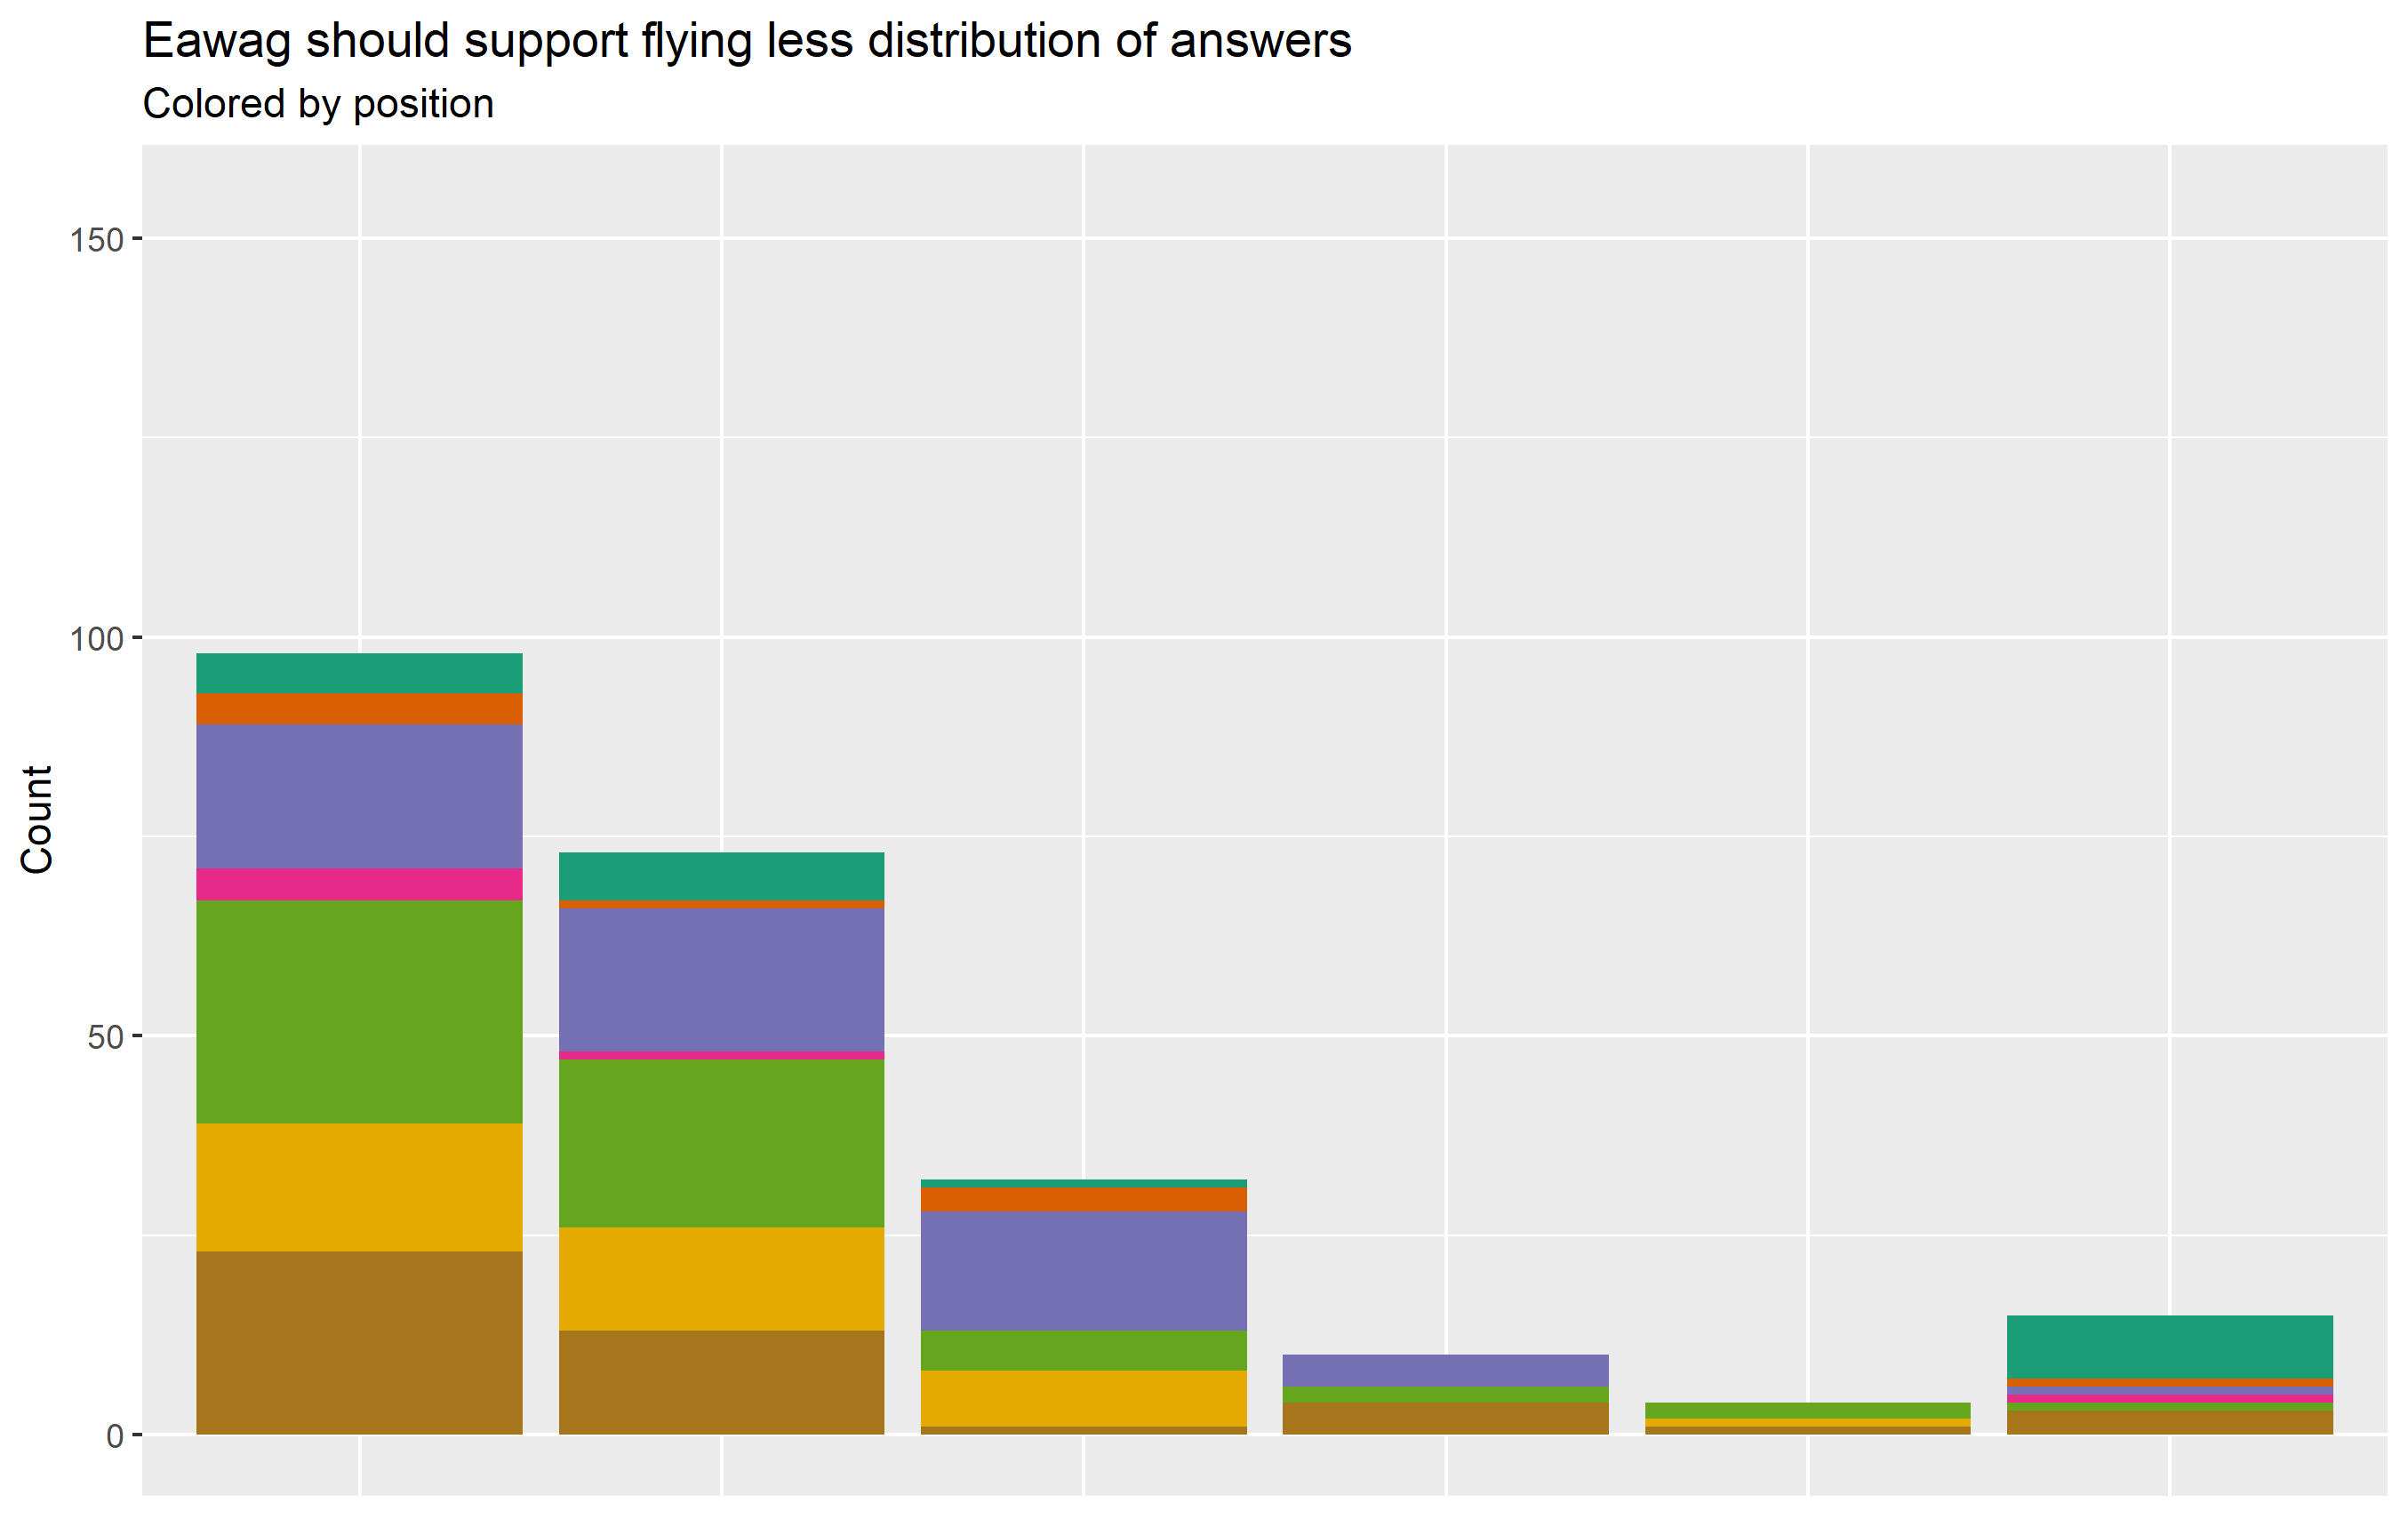 Eawag should support flying less distribution of answers
Colored by position
150
100
50
0
Count